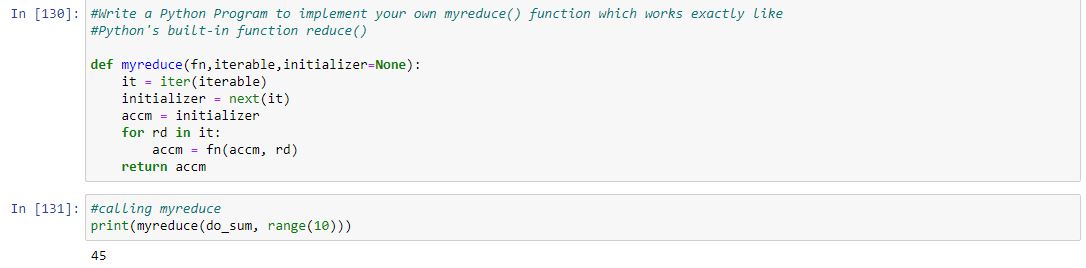 In [130]: #Write a Python Program to implement your own myreduce() function which works exactly like
#Python's built-in function reduce()
def myreduce(fn,iterable,initializer=None):
    it = iter(iterable)
    initializer = next(it)
    accm = initializer
    for rd in it:
        accm = fn(accm, rd)
    return accm
In [131]: #calling myreduce
print(myreduce(do_sum, range(10)))
45